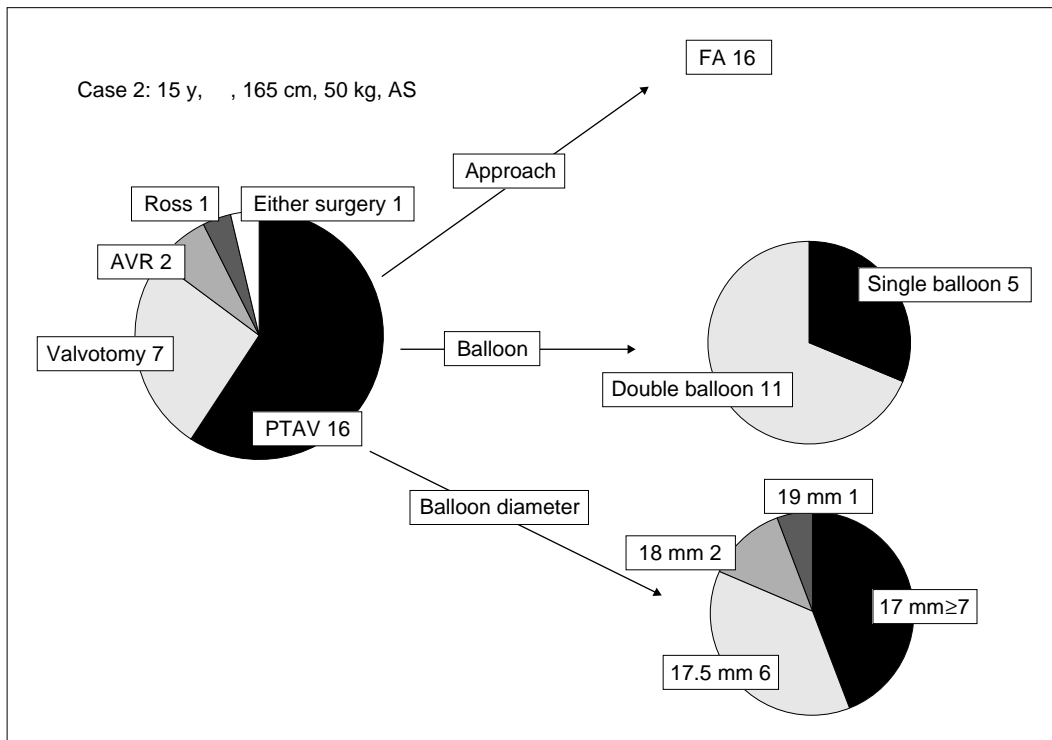 FA 16
Case 2: 15 y, , 165 cm, 50 kg, AS
Approach
Ross 1
Either surgery 1
AVR 2
Valvotomy 7
PTAV 16
Balloon
Single balloon 5
Double balloon 11
Balloon diameter
19 mm 1
18 mm 2
17 mm≥7
17.5 mm 6